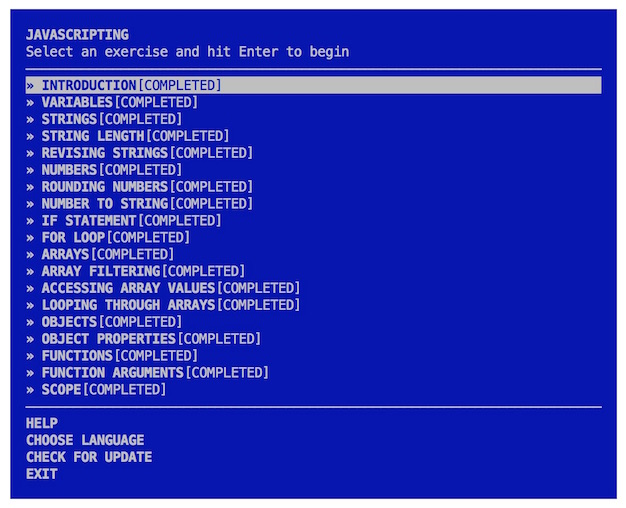 JAVASCRIPTING
Select an exercise and hit Enter to begin
» INTRODUCTION[COMPLETED]
» VARIABLES[COMPLETED]
» STRINGS[COMPLETED]
» STRING LENGTH[COMPLETED]
» REVISING STRINGS[COMPLETED]
» NUMBERS[COMPLETED]
» ROUNDING NUMBERS[COMPLETED]
» NUMBER TO STRING[COMPLETED]
» IF STATEMENT[COMPLETED]
» FOR LOOP[COMPLETED]
» ARRAYS[COMPLETED]
» ARRAY FILTERING[COMPLETED]
» ACCESSING ARRAY VALUES[COMPLETED]
» LOOPING THROUGH ARRAYS[COMPLETED]
» OBJECTS[COMPLETED]
» OBJECT PROPERTIES[COMPLETED]
» FUNCTIONS[COMPLETED]
» FUNCTION ARGUMENTS[COMPLETED]
» SCOPE[COMPLETED]
HELP
CHOOSE LANGUAGE
CHECK FOR UPDATE
EXIT